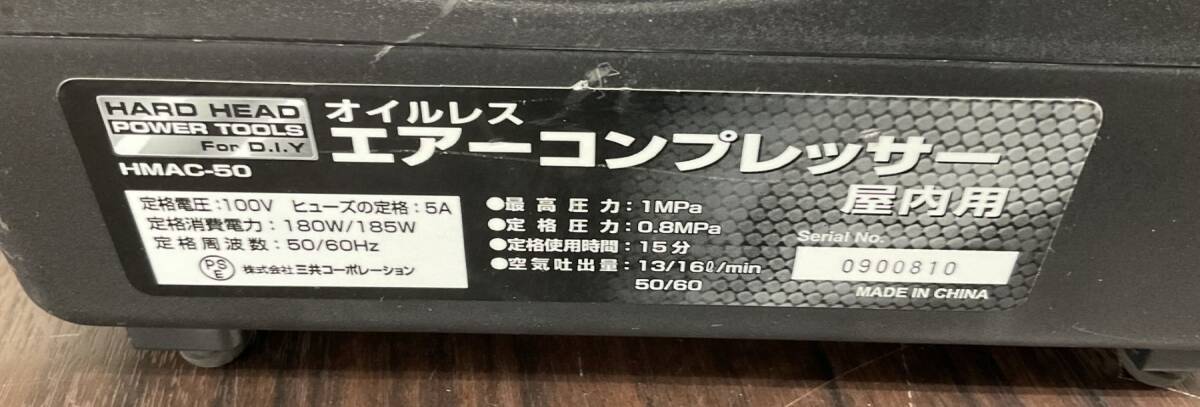 HARD HEAD
POWER TOOLS
For D.I.Y
HMAC-50
オイルレス
エアーコンプレッサー
屋内用
定格電圧:100V ヒューズの定格:5A
定格消費電力:180W/185W
定格周波数:50/60Hz
PSE 株式会社三共コーポレーション
●最高圧力:1MPa
●定格圧力:0.8MPa
●定格使用時間:15分
●空気吐出量:13/16ℓ/min
50/60
Serial No.
0900810
MADE IN CHINA